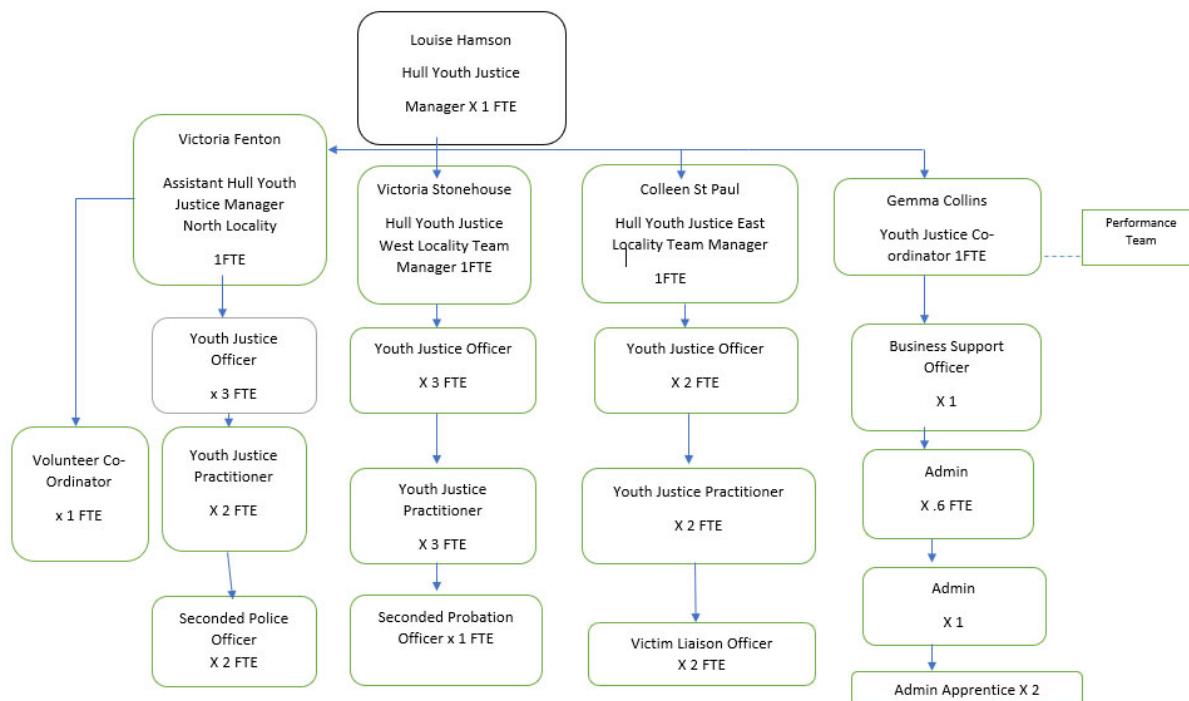 Louise Hamson
Hull Youth Justice
Manager X 1 FTE
Victoria Fenton
Assistant Hull Youth
Justice Manager
North Locality
1FTE
Victoria Stonehouse
Hull Youth Justice
West Locality Team
Manager 1FTE
Colleen St Paul
Hull Youth Justice East
Locality Team Manager
1FTE
Gemma Collins
Youth Justice Co-
ordinator 1FTE
Performance
Team
Youth Justice
Officer
x 3 FTE
Youth Justice Officer
X 3 FTE
Youth Justice Officer
X 2 FTE
Business Support
Officer
X 1
Volunteer Co-
Ordinator
x 1 FTE
Youth Justice
Practitioner
X 2 FTE
Youth Justice
Practitioner
X 3 FTE
Youth Justice Practitioner
X 2 FTE
Admin
X .6 FTE
Seconded Police
Officer
X 2 FTE
Seconded Probation
Officer x 1 FTE
Victim Liaison Officer
X 2 FTE
Admin
X 1
Admin Apprentice X 2